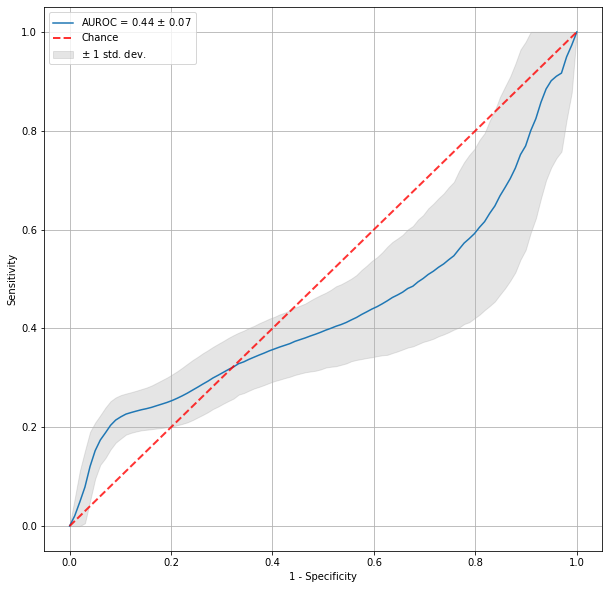 AUROC = 0.44 ± 0.07
Chance
± 1 std. dev.
1.0
0.8
0.6
0.4
0.2
0.0
Sensitivity
0.0 0.2 0.4 0.6 0.8 1.0
1 - Specificity